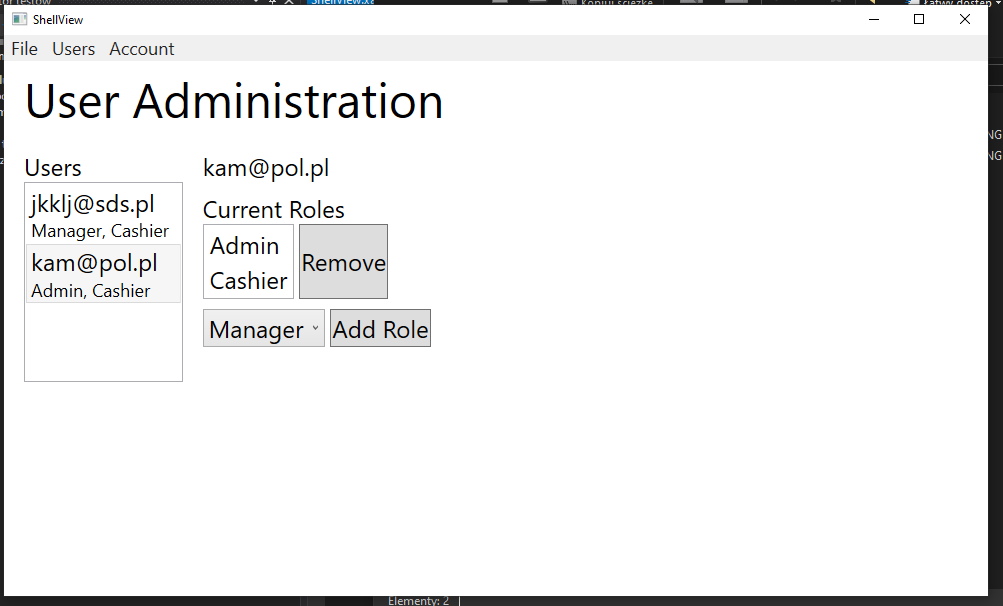 ShellView
File Users Account
User Administration
Users
jkklj@sds.pl
Manager, Cashier
kam@pol.pl
Admin, Cashier
kam@pol.pl
Current Roles
Admin
Cashier
Remove
Manager
Add Role
Elementy: 2